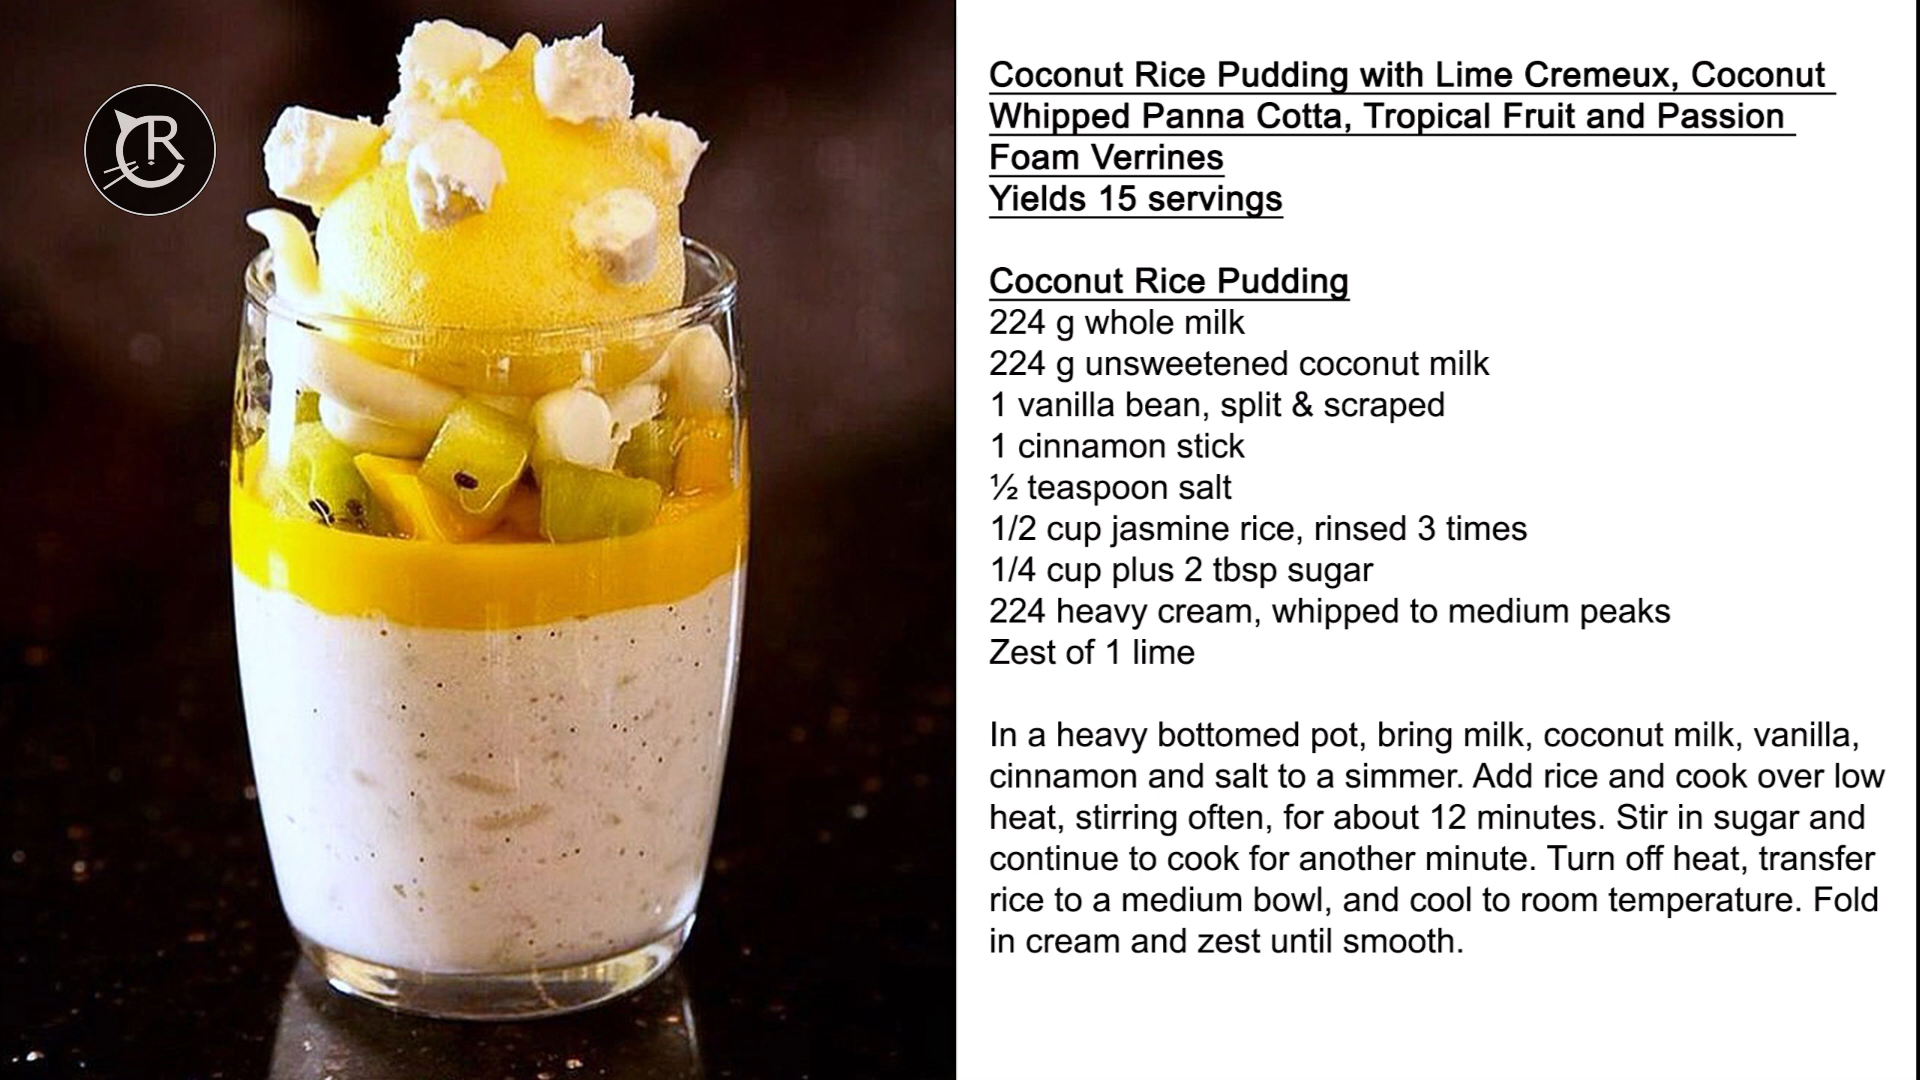 CR
Coconut Rice Pudding with Lime Cremeux, Coconut
Whipped Panna Cotta, Tropical Fruit and Passion
Foam Verrines
Yields 15 servings
Coconut Rice Pudding
224 g whole milk
224 g unsweetened coconut milk
1 vanilla bean, split & scraped
1 cinnamon stick
½ teaspoon salt
1/2 cup jasmine rice, rinsed 3 times
1/4 cup plus 2 tbsp sugar
224 heavy cream, whipped to medium peaks
Zest of 1 lime
In a heavy bottomed pot, bring milk, coconut milk, vanilla,
cinnamon and salt to a simmer. Add rice and cook over low
heat, stirring often, for about 12 minutes. Stir in sugar and
continue to cook for another minute. Turn off heat, transfer
rice to a medium bowl, and cool to room temperature. Fold
in cream and zest until smooth.